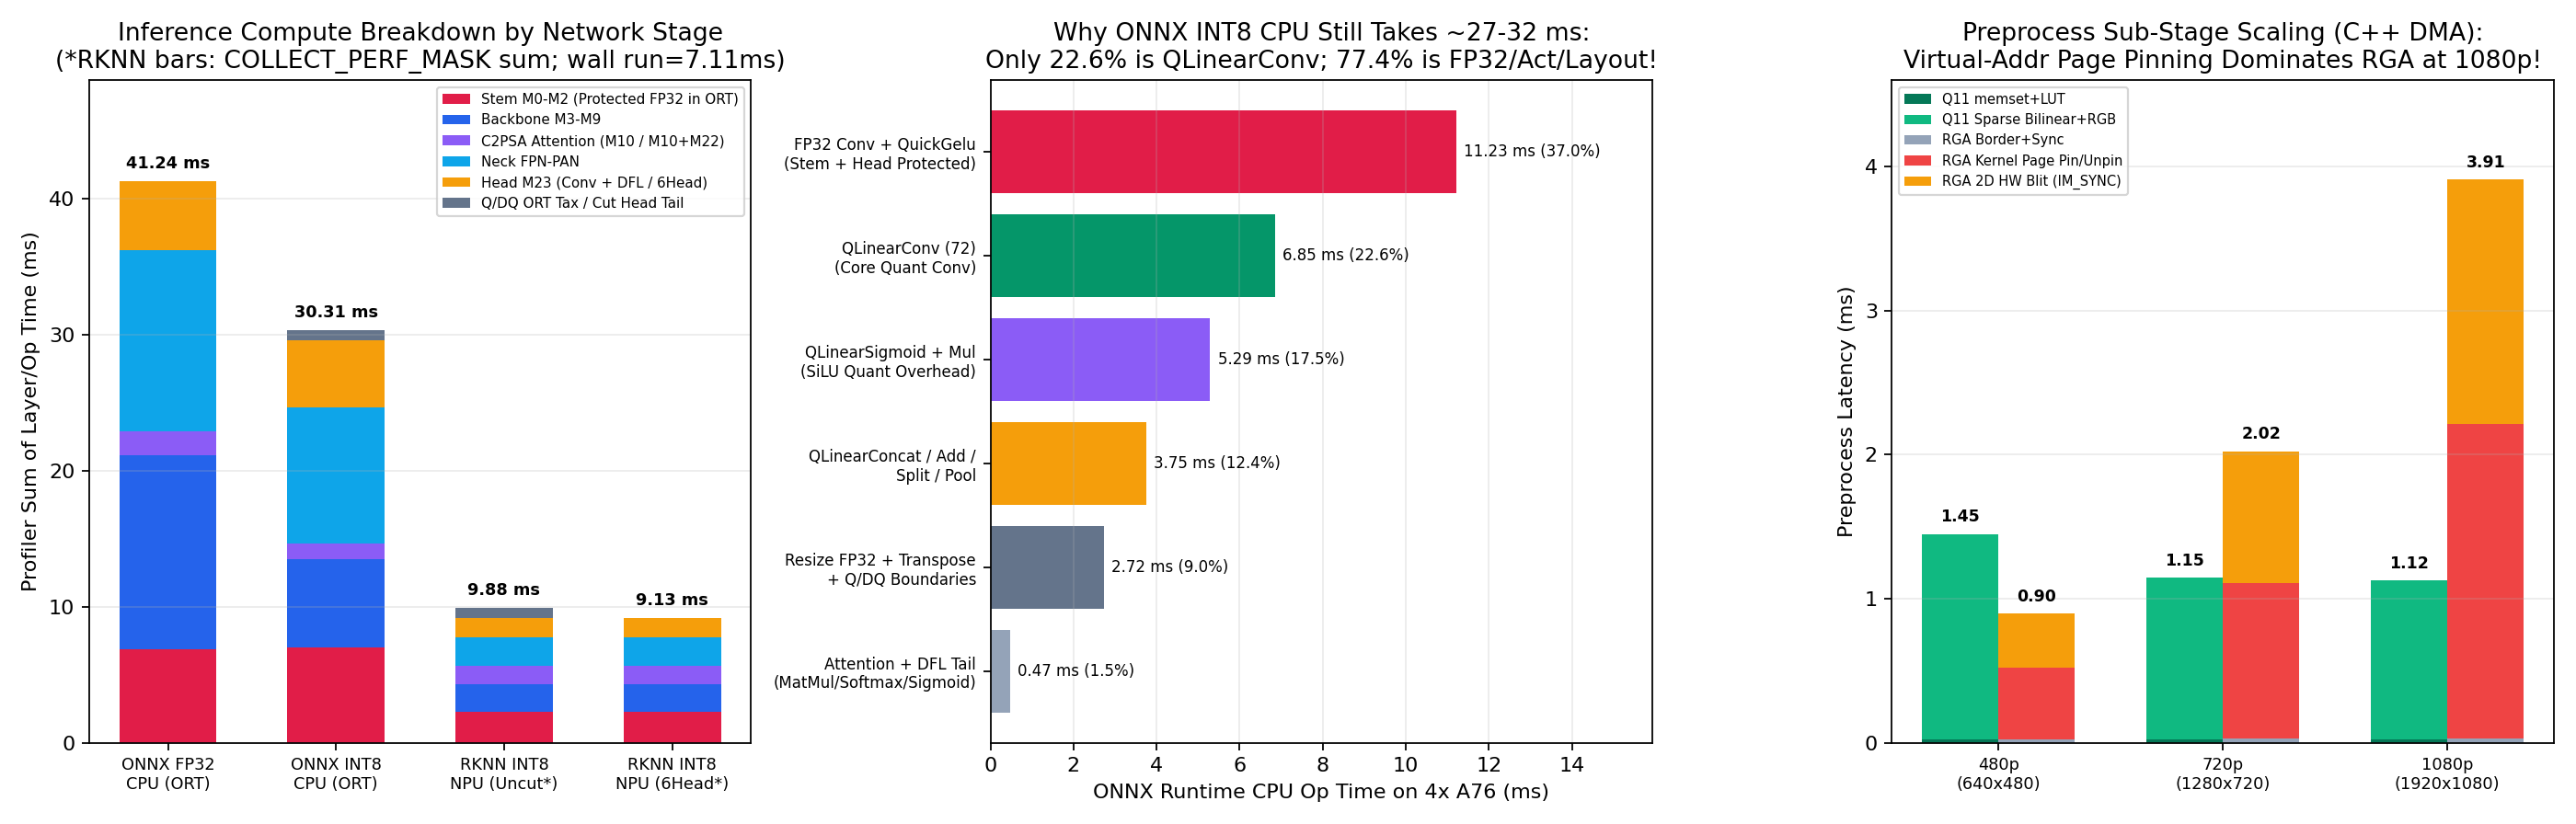 Inference Compute Breakdown by Network Stage
(*RKNN bars: COLLECT_PERF_MASK sum; wall run=7.11ms)
Profiler Sum of Layer/Op Time (ms)
40
30
20
10
0
Stem M0-M2 (Protected FP32 in ORT)
Backbone M3-M9
C2PSA Attention (M10 / M10+M22)
Neck FPN-PAN
Head M23 (Conv + DFL / 6Head)
Q/DQ ORT Tax / Cut Head Tail
41.24 ms
30.31 ms
9.88 ms
9.13 ms
ONNX FP32
CPU (ORT)
ONNX INT8
CPU (ORT)
RKNN INT8
NPU (Uncut*)
RKNN INT8
NPU (6Head*)
Why ONNX INT8 CPU Still Takes ~27-32 ms:
Only 22.6% is QLinearConv; 77.4% is FP32/Act/Layout!
FP32 Conv + QuickGelu
(Stem + Head Protected)
11.23 ms (37.0%)
QLinearConv (72)
(Core Quant Conv)
6.85 ms (22.6%)
QLinearSigmoid + Mul
(SiLU Quant Overhead)
5.29 ms (17.5%)
QLinearConcat / Add /
Split / Pool
3.75 ms (12.4%)
Resize FP32 + Transpose
+ Q/DQ Boundaries
2.72 ms (9.0%)
Attention + DFL Tail
(MatMul/Softmax/Sigmoid)
0.47 ms (1.5%)
0 2 4 6 8 10 12 14
ONNX Runtime CPU Op Time on 4x A76 (ms)
Preprocess Sub-Stage Scaling (C++ DMA):
Virtual-Addr Page Pinning Dominates RGA at 1080p!
Preprocess Latency (ms)
4
3
2
1
0
Q11 memset+LUT
Q11 Sparse Bilinear+RGB
RGA Border+Sync
RGA Kernel Page Pin/Unpin
RGA 2D HW Blit (IM_SYNC)
1.45
0.90
1.15
2.02
1.12
3.91
480p
(640x480)
720p
(1280x720)
1080p
(1920x1080)